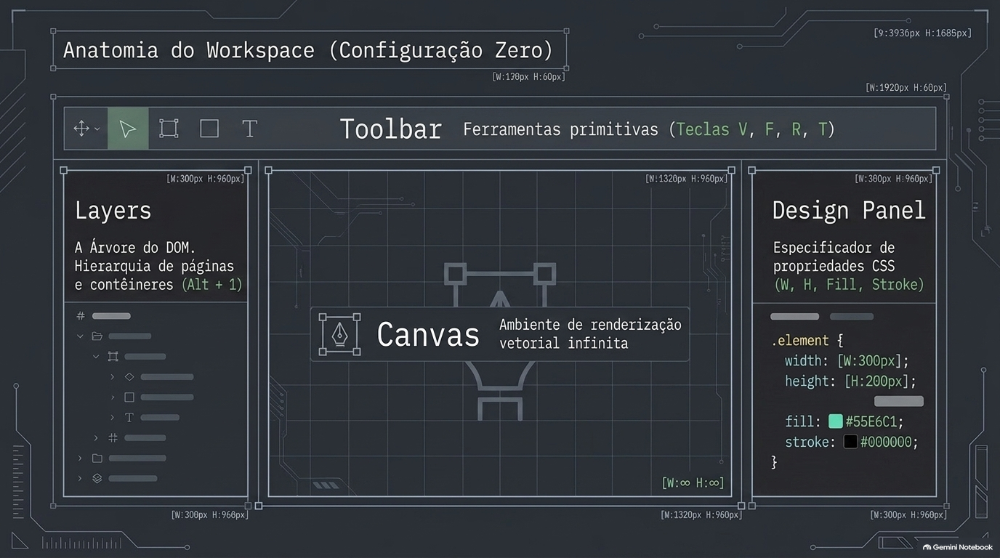 [9:3936px H:1685px]
Anatomia do Workspace (Configuração Zero)
[W:130px H:60px]
[W:1920px H:60px]
T
Toolbar Ferramentas primitivas (Teclas V, F, R, T)
[W:300px H:960px]
Layers
A Árvore do DOM.
Hierarquia de páginas
e contêineres (Alt + 1)
#
T
[W:300px H:960px]
[W:1320px H:960px]
Canvas
Ambiente de renderização
vetorial infinita
[W:∞ H:∞]
[W:1320px H:960px]
[W:300px H:960px]
Design Panel
Especificador de
propriedades CSS
(W, H, Fill, Stroke)
.element {
width: [W:300px];
height: [H:200px];
fill: #55E6C1;
stroke: #000000;
}
[W:300px H:960px]
Gemini Notebook